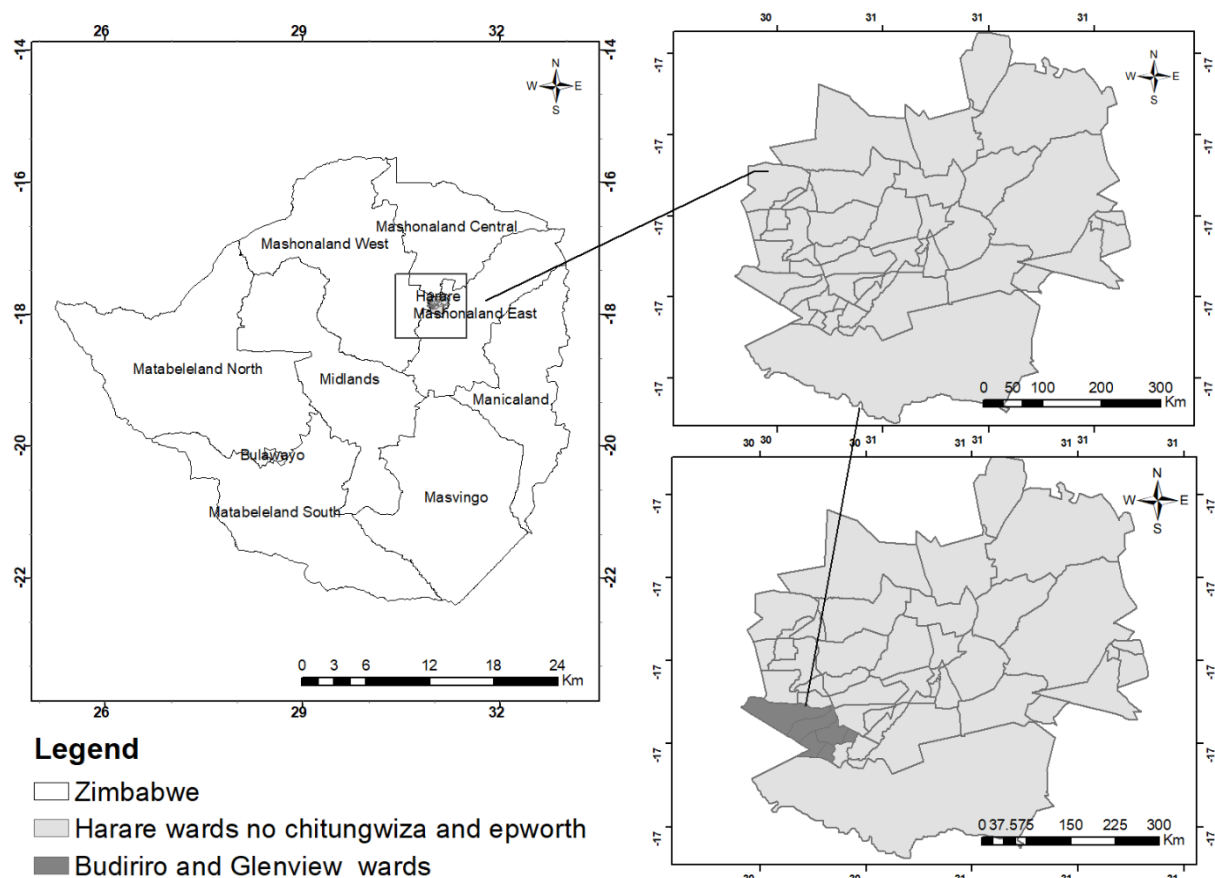 26 29 32
-14 -14
N
W E
S
-16 -16
Mashonaland Central
Mashonaland West
Harare
-18 Mashonaland East -18
Matabeleland North
Midlands
Manicaland
-20 -20
Bulawayo
Masvingo
Matabeleland South
-22 -22
0 3 6 12 18 24
Km
26 29 32
30 31 31
-17 -17
N
W E
S
-17 -17
-17 -17
-17 -17
-17 -17
0 50 100 200 300
Km
30 31 31 31
30 31 31 31
-17 -17
N
W E
S
-17 -17
-17 -17
-17 -17
0 37.575 150 225 300
Km
30 31 31 31
Legend
Zimbabwe
Harare wards no chitungwiza and epworth
Budiriro and Glenview wards